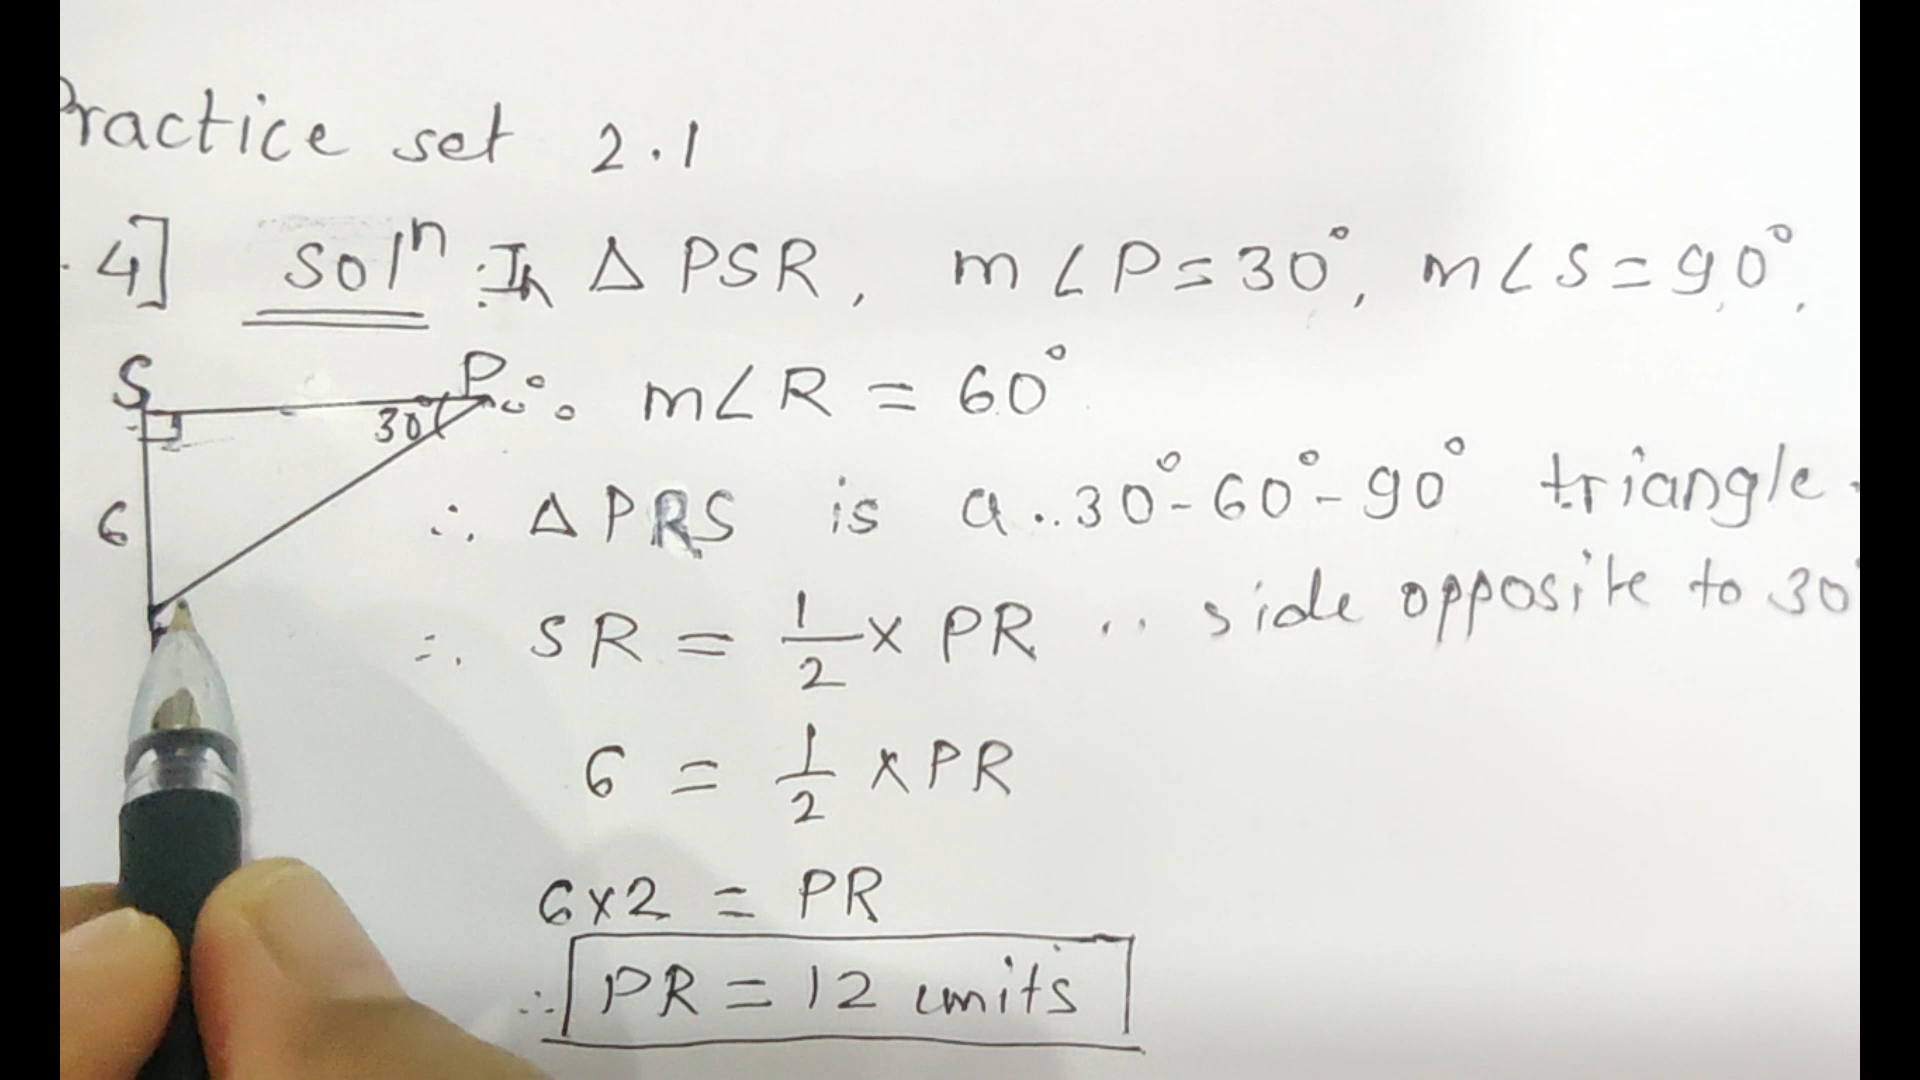 Practice set 2.1
4] Solⁿ : In Δ PSR, m∠P = 30°, m∠S = 90°,
S P
30°
6
∴ m∠R = 60°
∴ Δ PRS is a .. 30°-60°-90° triangle.
∴ SR = 1/2 × PR .. side opposite to 30°
6 = 1/2 × PR
6×2 = PR
∴ PR = 12 units